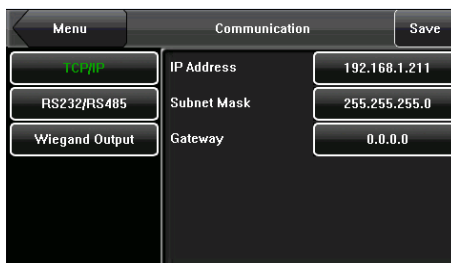 Menu Communication Save
TCP/IP IP Address 192.168.1.211
RS232/RS485 Subnet Mask 255.255.255.0
Wiegand Output Gateway 0.0.0.0